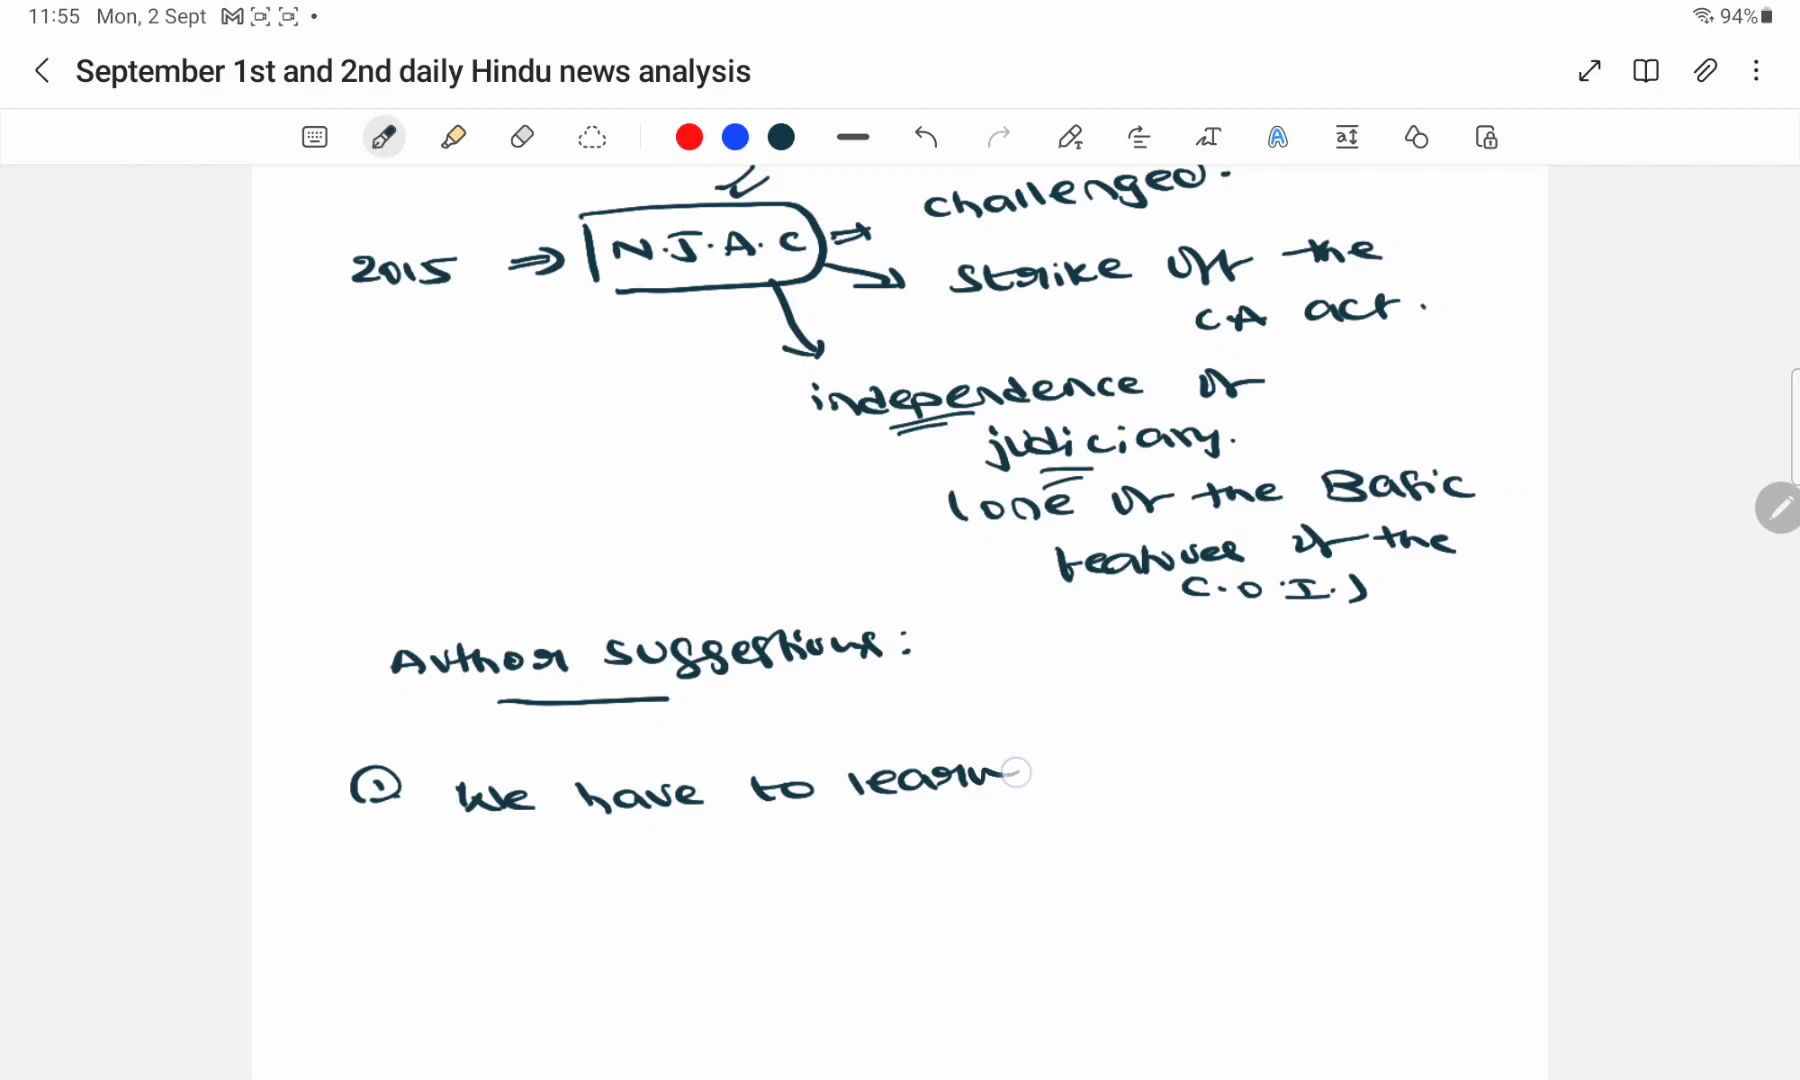 11:55 Mon, 2 Sept 94%
September 1st and 2nd daily Hindu news analysis
challenged.
2015 ⇒ N.J.A.C ⇒
strike off the
CA act.
independence of
judiciary.
(one of the Basic
features of the
C.O.I.)
Author suggestions:
① We have to learn